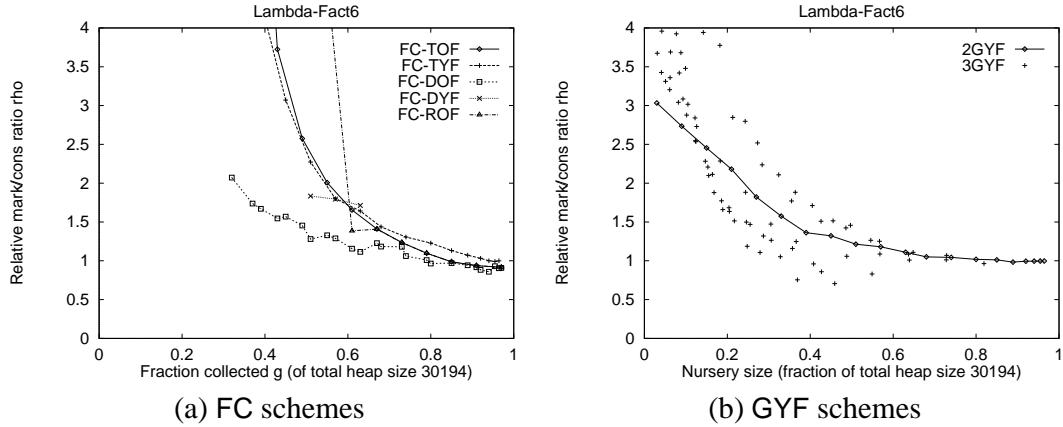 Lambda-Fact6
4
3.5
3
2.5
2
1.5
1
0.5
0
Relative mark/cons ratio rho
FC-TOF
FC-TYF
FC-DOF
FC-DYF
FC-ROF
0 0.2 0.4 0.6 0.8 1
Fraction collected g (of total heap size 30194)
(a) FC schemes
Lambda-Fact6
4
3.5
3
2.5
2
1.5
1
0.5
0
Relative mark/cons ratio rho
2GYF
3GYF
0 0.2 0.4 0.6 0.8 1
Nursery size (fraction of total heap size 30194)
(b) GYF schemes